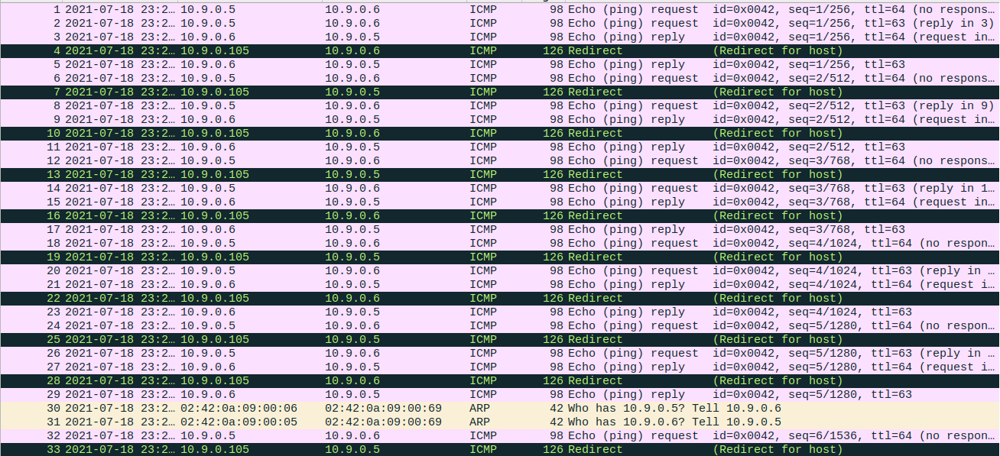 1 2021-07-18 23:2… 10.9.0.5 10.9.0.6 ICMP 98 Echo (ping) request id=0x0042, seq=1/256, ttl=64 (no respons…
2 2021-07-18 23:2… 10.9.0.5 10.9.0.6 ICMP 98 Echo (ping) request id=0x0042, seq=1/256, ttl=63 (reply in 3)
3 2021-07-18 23:2… 10.9.0.6 10.9.0.5 ICMP 98 Echo (ping) reply id=0x0042, seq=1/256, ttl=64 (request in…
4 2021-07-18 23:2… 10.9.0.105 10.9.0.6 ICMP 126 Redirect (Redirect for host)
5 2021-07-18 23:2… 10.9.0.6 10.9.0.5 ICMP 98 Echo (ping) reply id=0x0042, seq=1/256, ttl=63
6 2021-07-18 23:2… 10.9.0.5 10.9.0.6 ICMP 98 Echo (ping) request id=0x0042, seq=2/512, ttl=64 (no respons…
7 2021-07-18 23:2… 10.9.0.105 10.9.0.5 ICMP 126 Redirect (Redirect for host)
8 2021-07-18 23:2… 10.9.0.5 10.9.0.6 ICMP 98 Echo (ping) request id=0x0042, seq=2/512, ttl=63 (reply in 9)
9 2021-07-18 23:2… 10.9.0.6 10.9.0.5 ICMP 98 Echo (ping) reply id=0x0042, seq=2/512, ttl=64 (request in…
10 2021-07-18 23:2… 10.9.0.105 10.9.0.6 ICMP 126 Redirect (Redirect for host)
11 2021-07-18 23:2… 10.9.0.6 10.9.0.5 ICMP 98 Echo (ping) reply id=0x0042, seq=2/512, ttl=63
12 2021-07-18 23:2… 10.9.0.5 10.9.0.6 ICMP 98 Echo (ping) request id=0x0042, seq=3/768, ttl=64 (no respons…
13 2021-07-18 23:2… 10.9.0.105 10.9.0.5 ICMP 126 Redirect (Redirect for host)
14 2021-07-18 23:2… 10.9.0.5 10.9.0.6 ICMP 98 Echo (ping) request id=0x0042, seq=3/768, ttl=63 (reply in 1…
15 2021-07-18 23:2… 10.9.0.6 10.9.0.5 ICMP 98 Echo (ping) reply id=0x0042, seq=3/768, ttl=64 (request in…
16 2021-07-18 23:2… 10.9.0.105 10.9.0.6 ICMP 126 Redirect (Redirect for host)
17 2021-07-18 23:2… 10.9.0.6 10.9.0.5 ICMP 98 Echo (ping) reply id=0x0042, seq=3/768, ttl=63
18 2021-07-18 23:2… 10.9.0.5 10.9.0.6 ICMP 98 Echo (ping) request id=0x0042, seq=4/1024, ttl=64 (no respon…
19 2021-07-18 23:2… 10.9.0.105 10.9.0.5 ICMP 126 Redirect (Redirect for host)
20 2021-07-18 23:2… 10.9.0.5 10.9.0.6 ICMP 98 Echo (ping) request id=0x0042, seq=4/1024, ttl=63 (reply in …
21 2021-07-18 23:2… 10.9.0.6 10.9.0.5 ICMP 98 Echo (ping) reply id=0x0042, seq=4/1024, ttl=64 (request i…
22 2021-07-18 23:2… 10.9.0.105 10.9.0.6 ICMP 126 Redirect (Redirect for host)
23 2021-07-18 23:2… 10.9.0.6 10.9.0.5 ICMP 98 Echo (ping) reply id=0x0042, seq=4/1024, ttl=63
24 2021-07-18 23:2… 10.9.0.5 10.9.0.6 ICMP 98 Echo (ping) request id=0x0042, seq=5/1280, ttl=64 (no respon…
25 2021-07-18 23:2… 10.9.0.105 10.9.0.5 ICMP 126 Redirect (Redirect for host)
26 2021-07-18 23:2… 10.9.0.5 10.9.0.6 ICMP 98 Echo (ping) request id=0x0042, seq=5/1280, ttl=63 (reply in …
27 2021-07-18 23:2… 10.9.0.6 10.9.0.5 ICMP 98 Echo (ping) reply id=0x0042, seq=5/1280, ttl=64 (request i…
28 2021-07-18 23:2… 10.9.0.105 10.9.0.6 ICMP 126 Redirect (Redirect for host)
29 2021-07-18 23:2… 10.9.0.6 10.9.0.5 ICMP 98 Echo (ping) reply id=0x0042, seq=5/1280, ttl=63
30 2021-07-18 23:2… 02:42:0a:09:00:06 02:42:0a:09:00:69 ARP 42 Who has 10.9.0.5? Tell 10.9.0.6
31 2021-07-18 23:2… 02:42:0a:09:00:05 02:42:0a:09:00:69 ARP 42 Who has 10.9.0.6? Tell 10.9.0.5
32 2021-07-18 23:2… 10.9.0.5 10.9.0.6 ICMP 98 Echo (ping) request id=0x0042, seq=6/1536, ttl=64 (no respon…
33 2021-07-18 23:2… 10.9.0.105 10.9.0.5 ICMP 126 Redirect (Redirect for host)